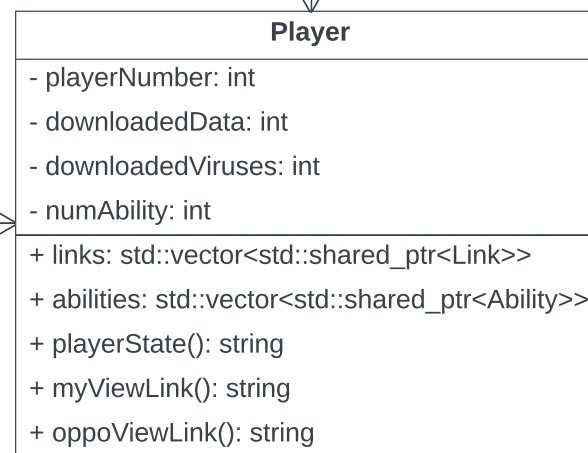 Player
- playerNumber: int
- downloadedData: int
- downloadedViruses: int
- numAbility: int
+ links: std::vector<std::shared_ptr<Link>>
+ abilities: std::vector<std::shared_ptr<Ability>>
+ playerState(): string
+ myViewLink(): string
+ oppoViewLink(): string